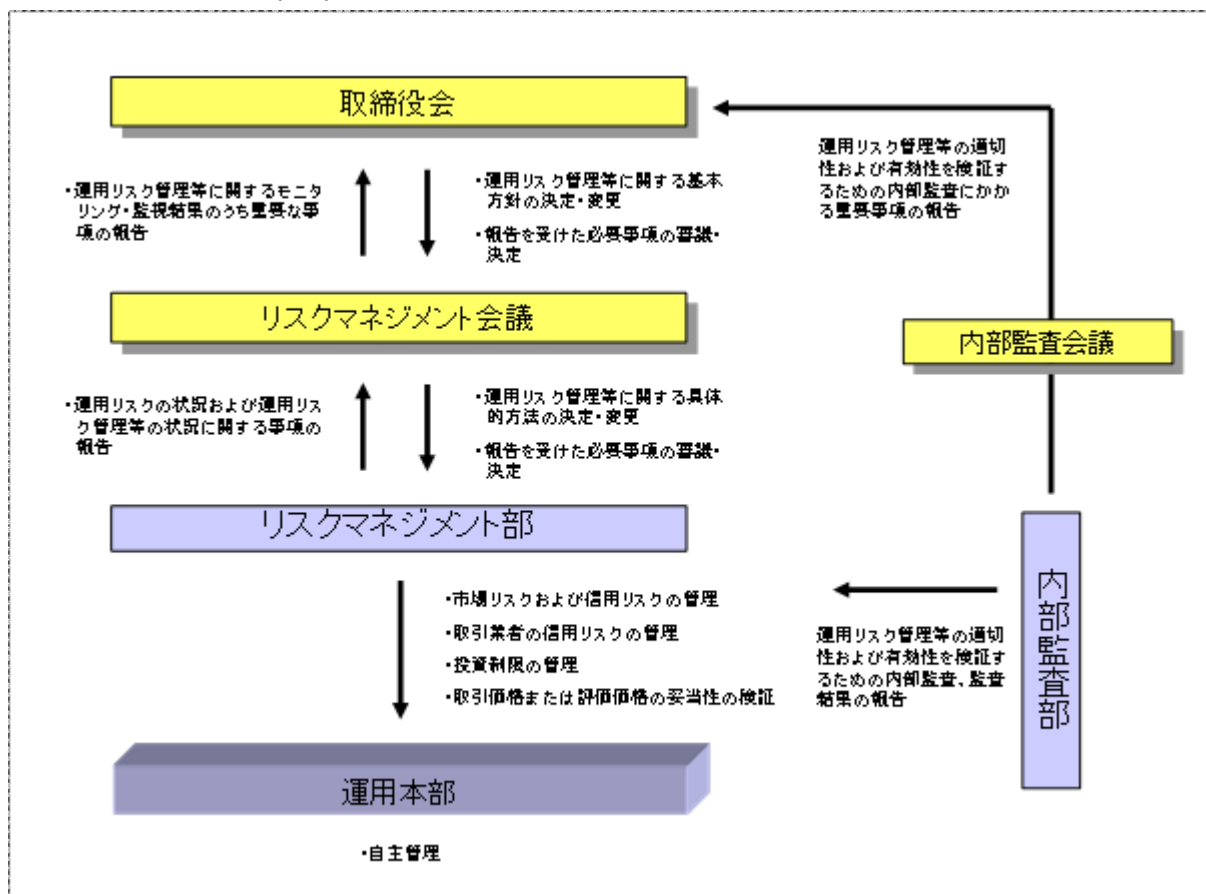 取締役会
・運用リスク管理等に関するモニ
タリング・監視結果のうち重要な事
項の報告
・運用リスク管理等に関する基本
方針の決定・変更
・報告を受けた必要事項の審議・
決定
運用リスク管理等の適切
性および有効性を検証す
るための内部監査にかか
る重要事項の報告
リスクマネジメント会議
内部監査会議
・運用リスクの状況および運用リス
ク管理等の状況に関する事項の
報告
・運用リスク管理等に関する具体
的方法の決定・変更
・報告を受けた必要事項の審議・
決定
リスクマネジメント部
・市場リスクおよび信用リスクの管理
・取引業者の信用リスクの管理
・投資制限の管理
・取引価格または評価価格の妥当性の検証
運用リスク管理等の適切
性および有効性を検証す
るための内部監査、監査
結果の報告
内部監査部
運用本部
・自主管理